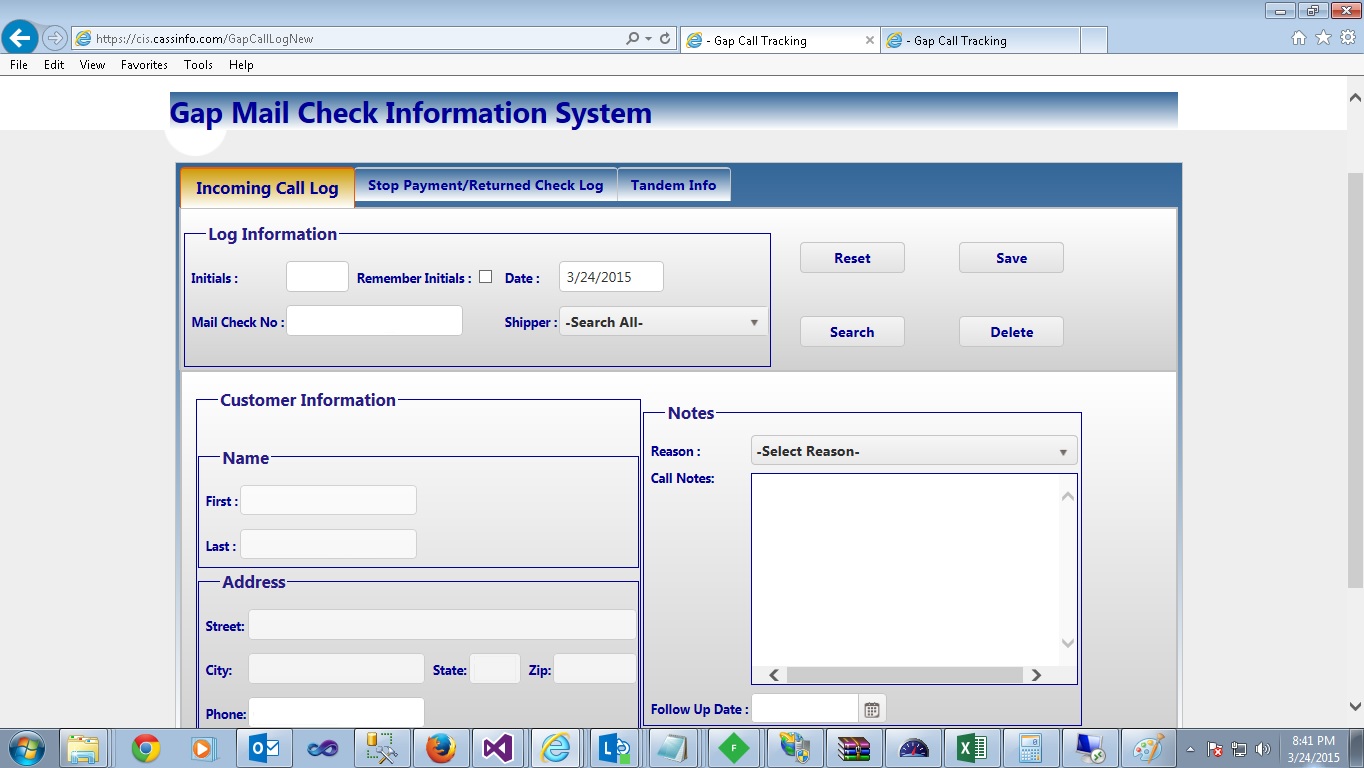 https://cis.cassinfo.com/GapCallLogNew
- Gap Call Tracking
- Gap Call Tracking
File Edit View Favorites Tools Help
Gap Mail Check Information System
Incoming Call Log
Stop Payment/Returned Check Log
Tandem Info
Log Information
Initials :
Remember Initials :
Date :
3/24/2015
Mail Check No :
Shipper :
-Search All-
Reset
Save
Search
Delete
Customer Information
Name
First :
Last :
Address
Street:
City:
State:
Zip:
Phone:
Notes
Reason :
-Select Reason-
Call Notes:
Follow Up Date :
8:41 PM
3/24/2015